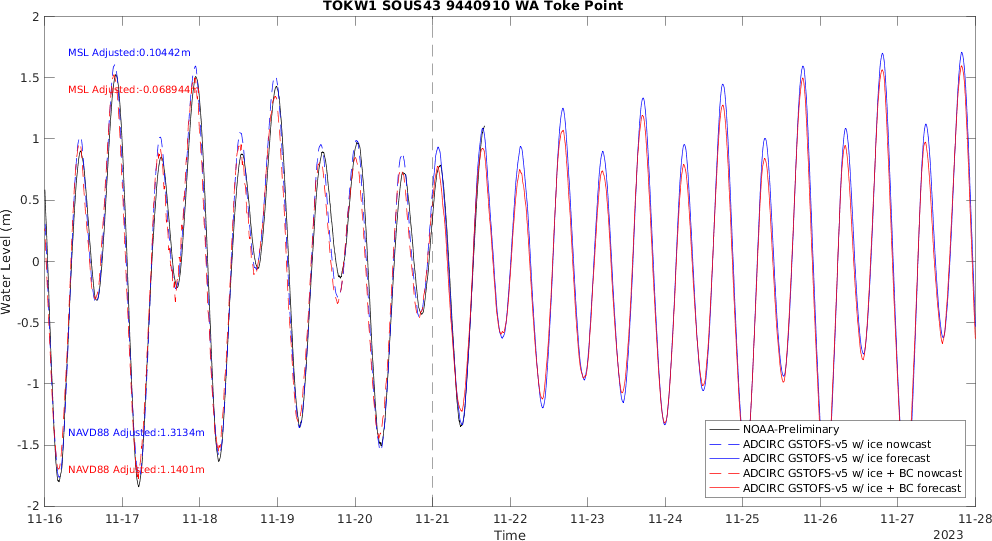 TOKW1 SOUS43 9440910 WA Toke Point
2
1.5
1
0.5
0
-0.5
-1
-1.5
-2
Water Level (m)
MSL Adjusted:0.10442m
MSL Adjusted:-0.068944m
NAVD88 Adjusted:1.3134m
NAVD88 Adjusted:1.1401m
NOAA-Preliminary
ADCIRC GSTOFS-v5 w/ ice nowcast
ADCIRC GSTOFS-v5 w/ ice forecast
ADCIRC GSTOFS-v5 w/ ice + BC nowcast
ADCIRC GSTOFS-v5 w/ ice + BC forecast
11-16 11-17 11-18 11-19 11-20 11-21 11-22 11-23 11-24 11-25 11-26 11-27 11-28
Time
2023